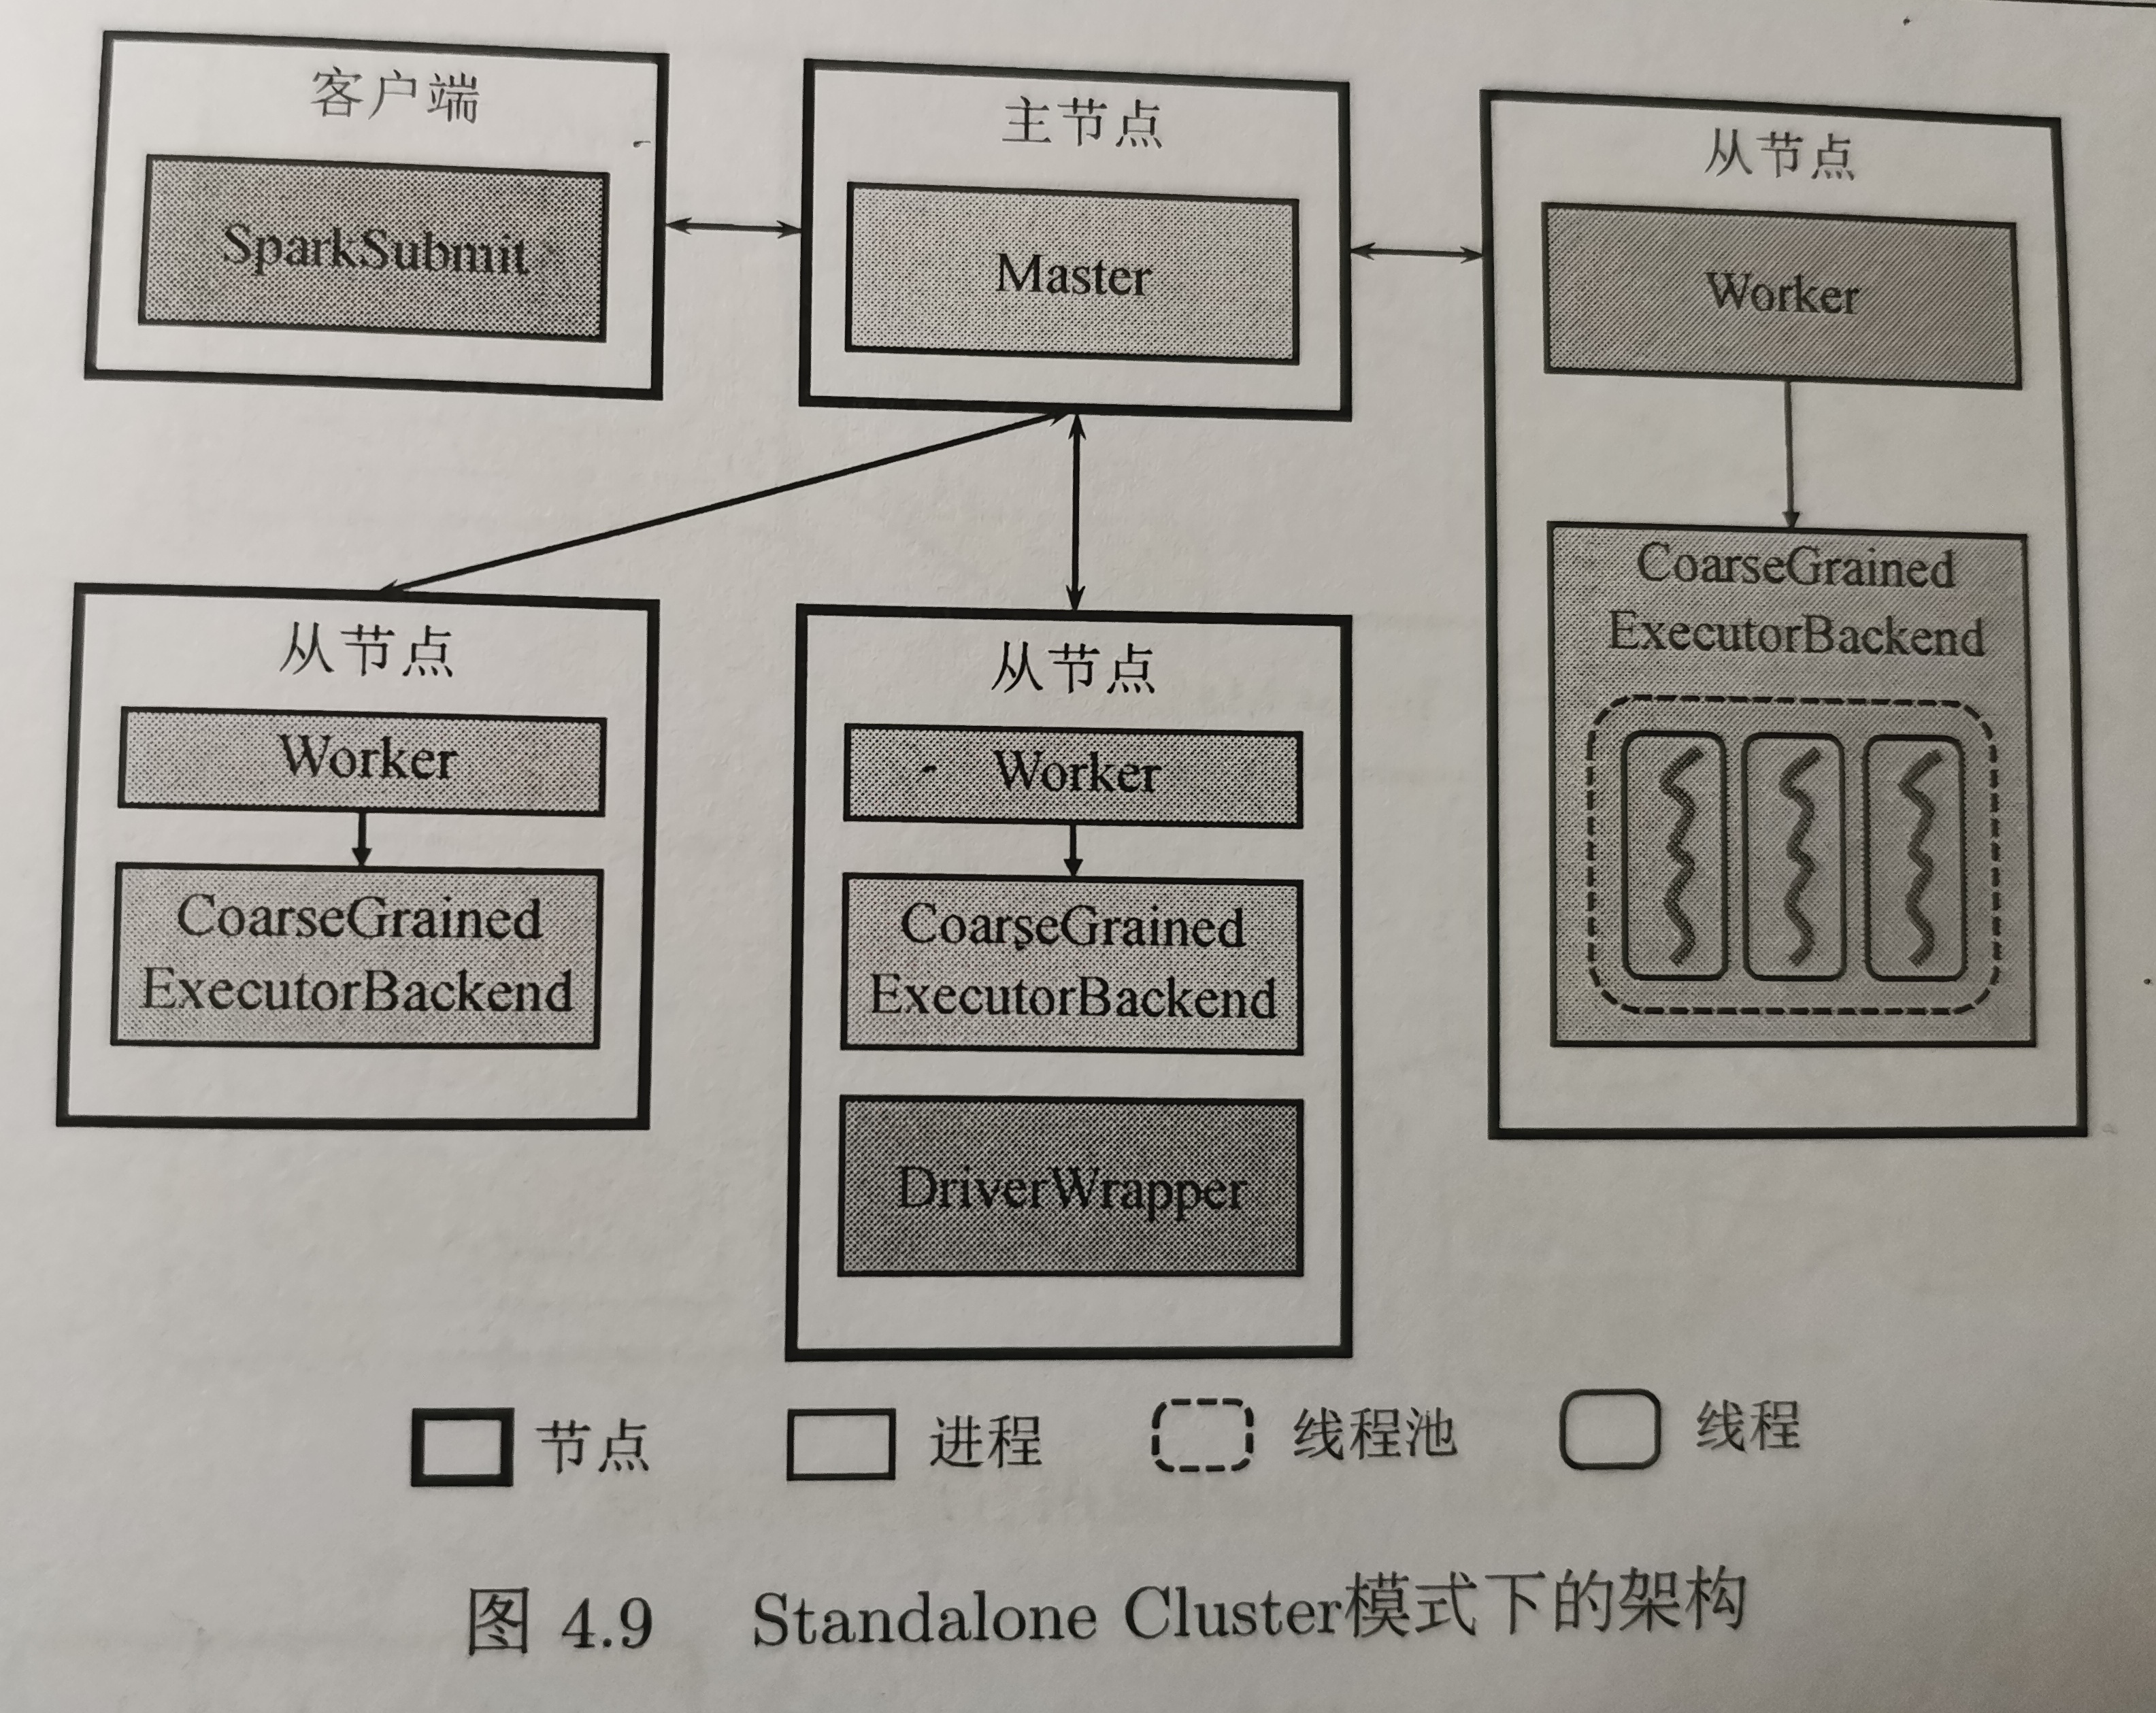 客户端
SparkSubmit
主节点
Master
从节点
Worker
CoarseGrained
ExecutorBackend
从节点
Worker
CoarseGrained
ExecutorBackend
从节点
Worker
CoarseGrained
ExecutorBackend
DriverWrapper
节点
进程
线程池
线程
图 4.9 Standalone Cluster模式下的架构